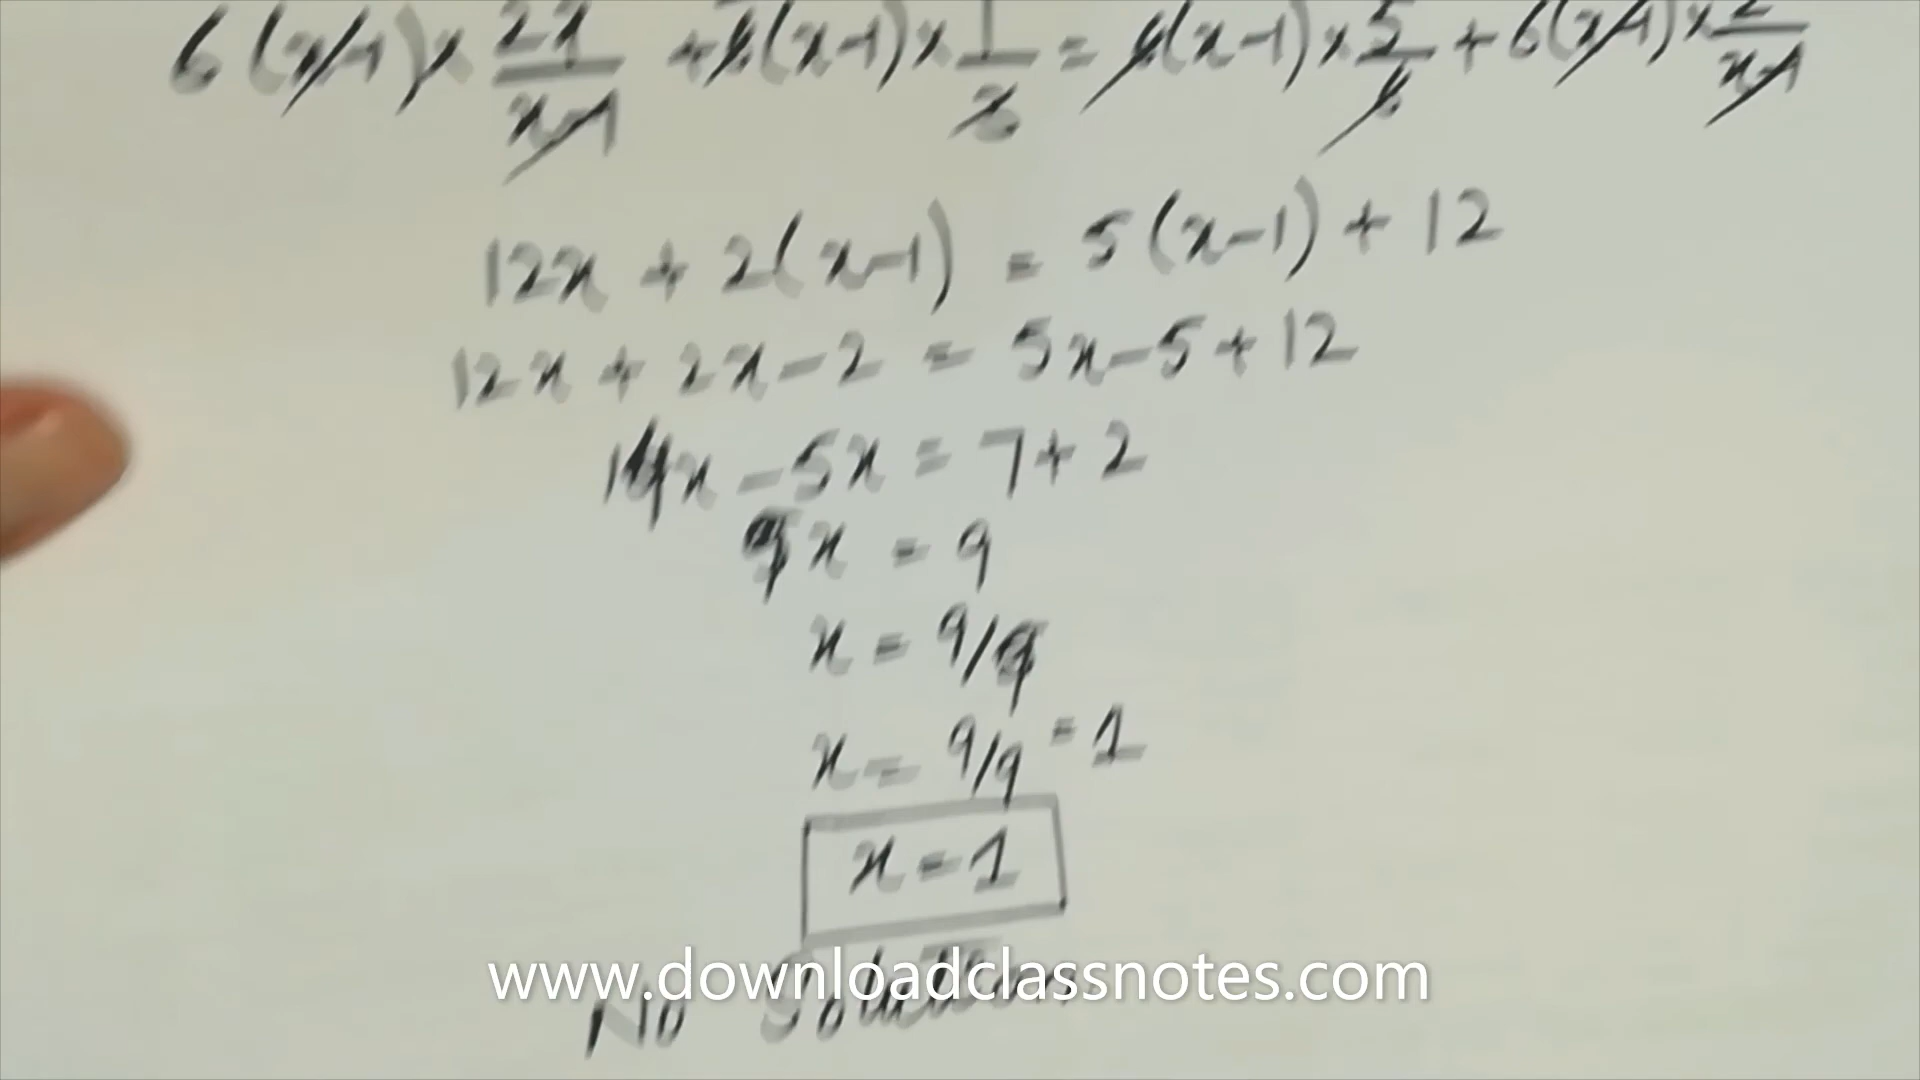 6(x-1)× 2x/x-1 + 6(x-1)× 1/3 = 6(x-1)× 5/6 + 6(x-1)× 2/x-1
12x + 2(x-1) = 5(x-1) + 12
12x + 2x - 2 = 5x - 5 + 12
14x - 5x = 7 + 2
9x = 9
x = 9/9
x = 9/9 = 1
x = 1
www.downloadclassnotes.com
No Solution